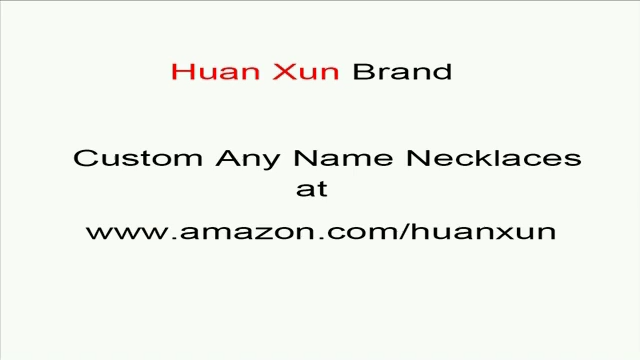 Huan Xun Brand
Custom Any Name Necklaces
at
www.amazon.com/huanxun